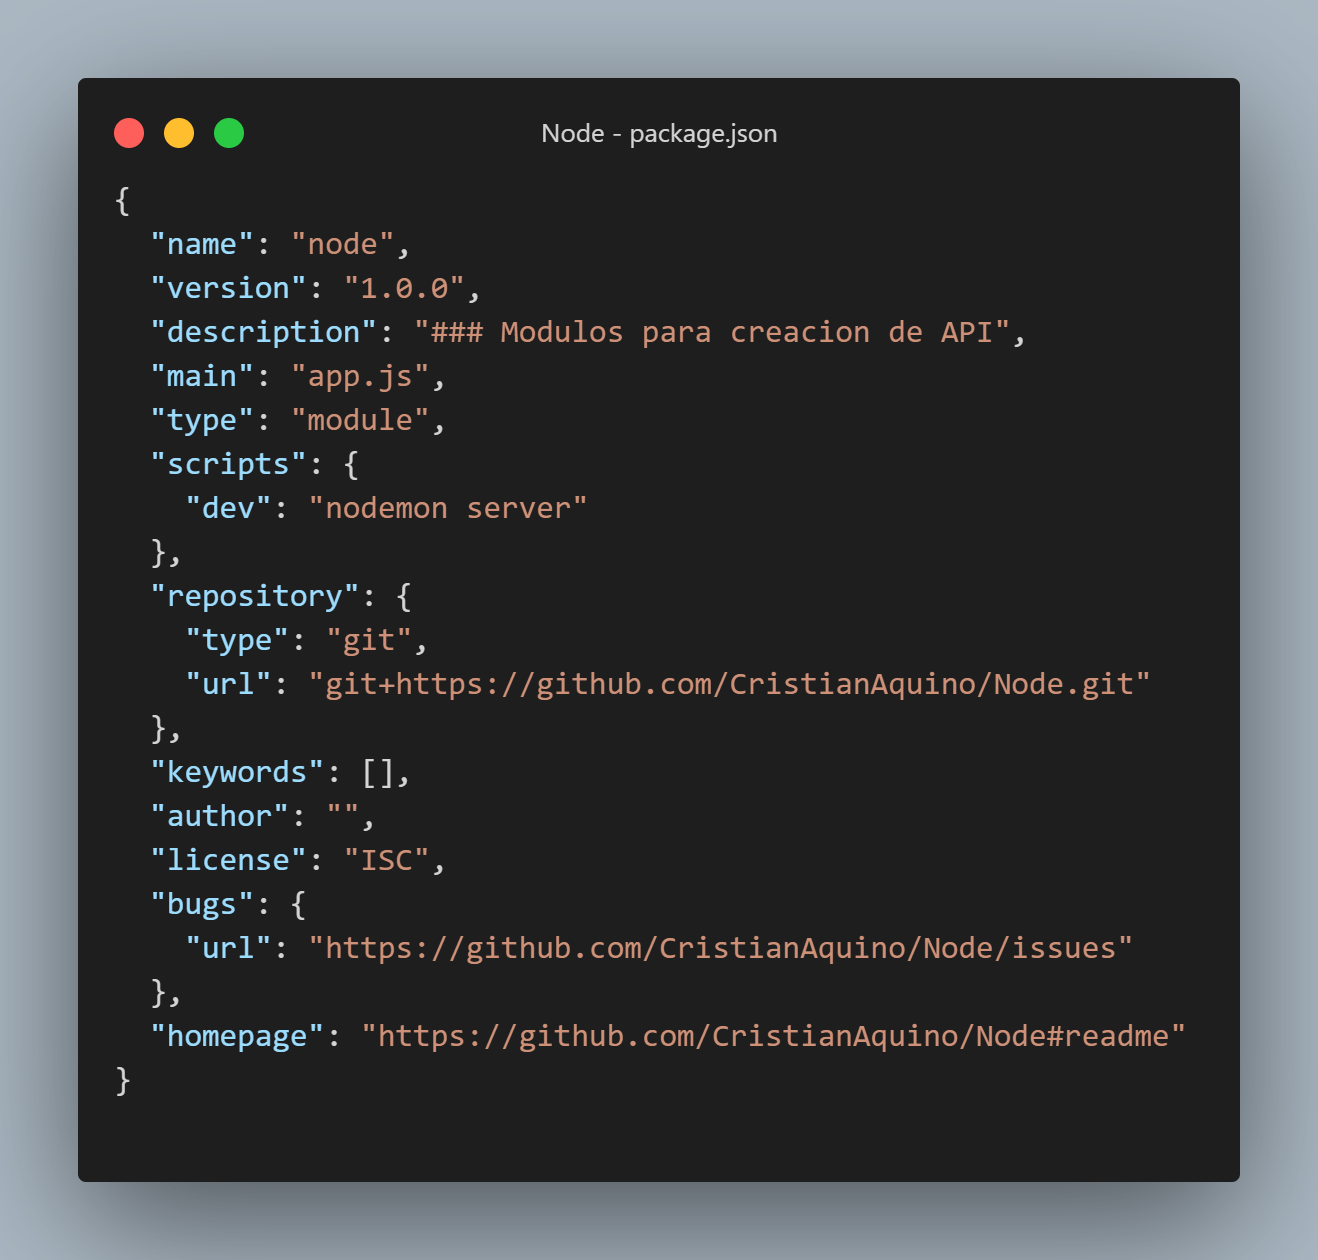 Node - package.json
{
  "name": "node",
  "version": "1.0.0",
  "description": "### Modulos para creacion de API",
  "main": "app.js",
  "type": "module",
  "scripts": {
    "dev": "nodemon server"
  },
  "repository": {
    "type": "git",
    "url": "git+https://github.com/CristianAquino/Node.git"
  },
  "keywords": [],
  "author": "",
  "license": "ISC",
  "bugs": {
    "url": "https://github.com/CristianAquino/Node/issues"
  },
  "homepage": "https://github.com/CristianAquino/Node#readme"
}